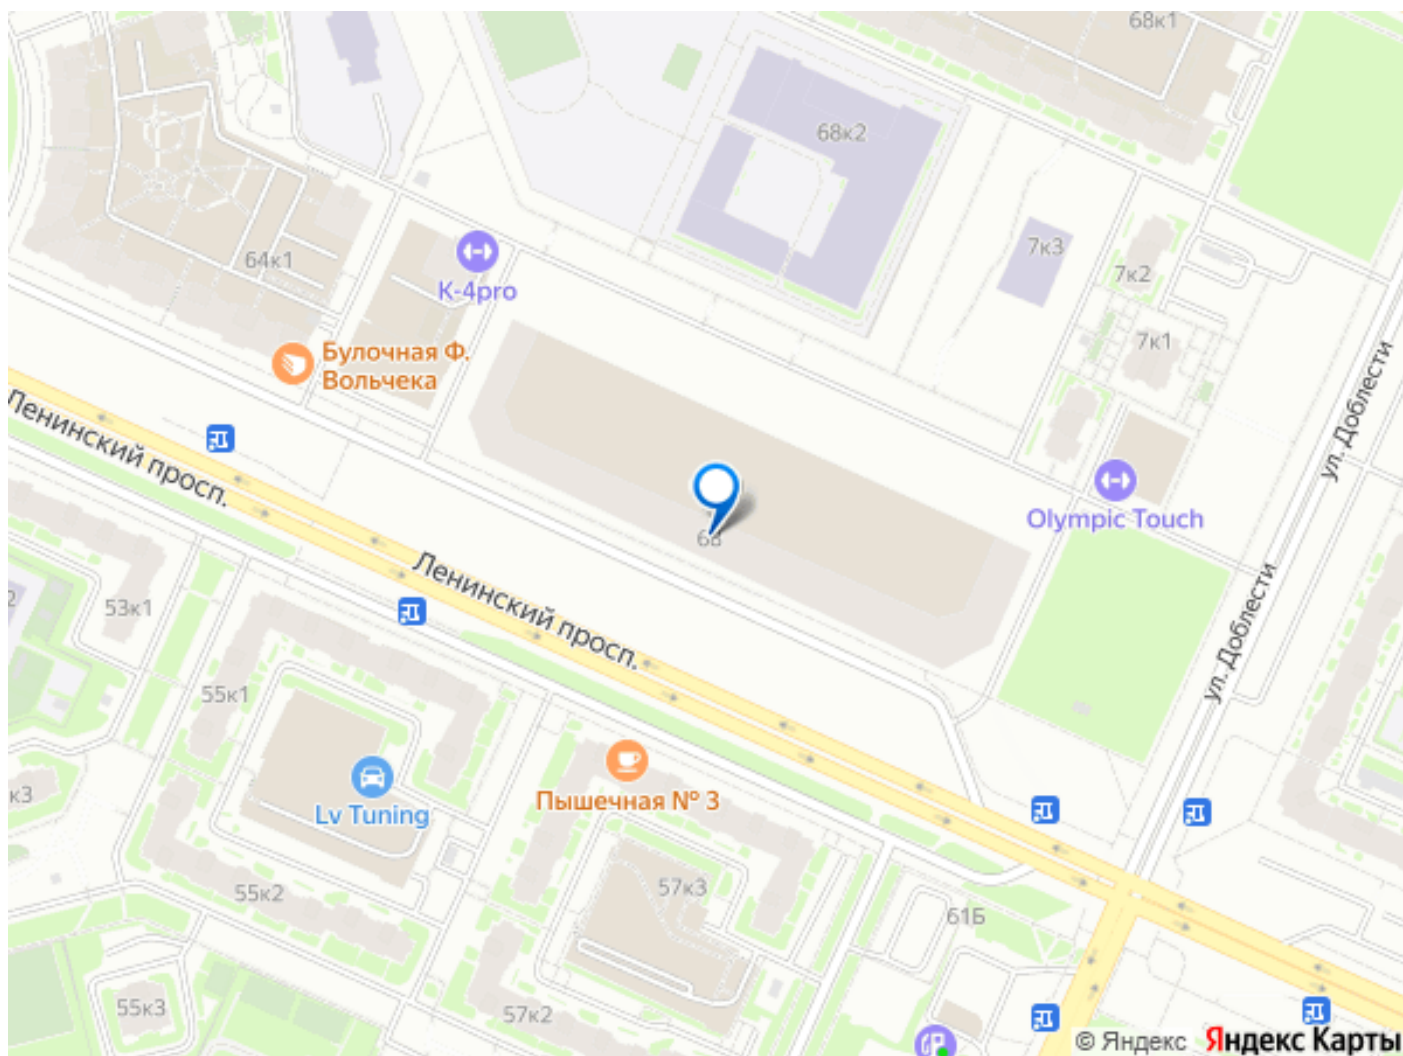 68к1
68к2
7к3
7к2
64к1
K-4pro
7к1
Булочная Ф.
Вольчека
Ленинский просп.
ул. Доблести
Olympic Touch
68
Ленинский просп.
ул. Доблести
53к1
55к1
Пышечная № 3
к3
Lv Tuning
55к2
57к3
61Б
55к3
57к2
© Яндекс Яндекс Карты